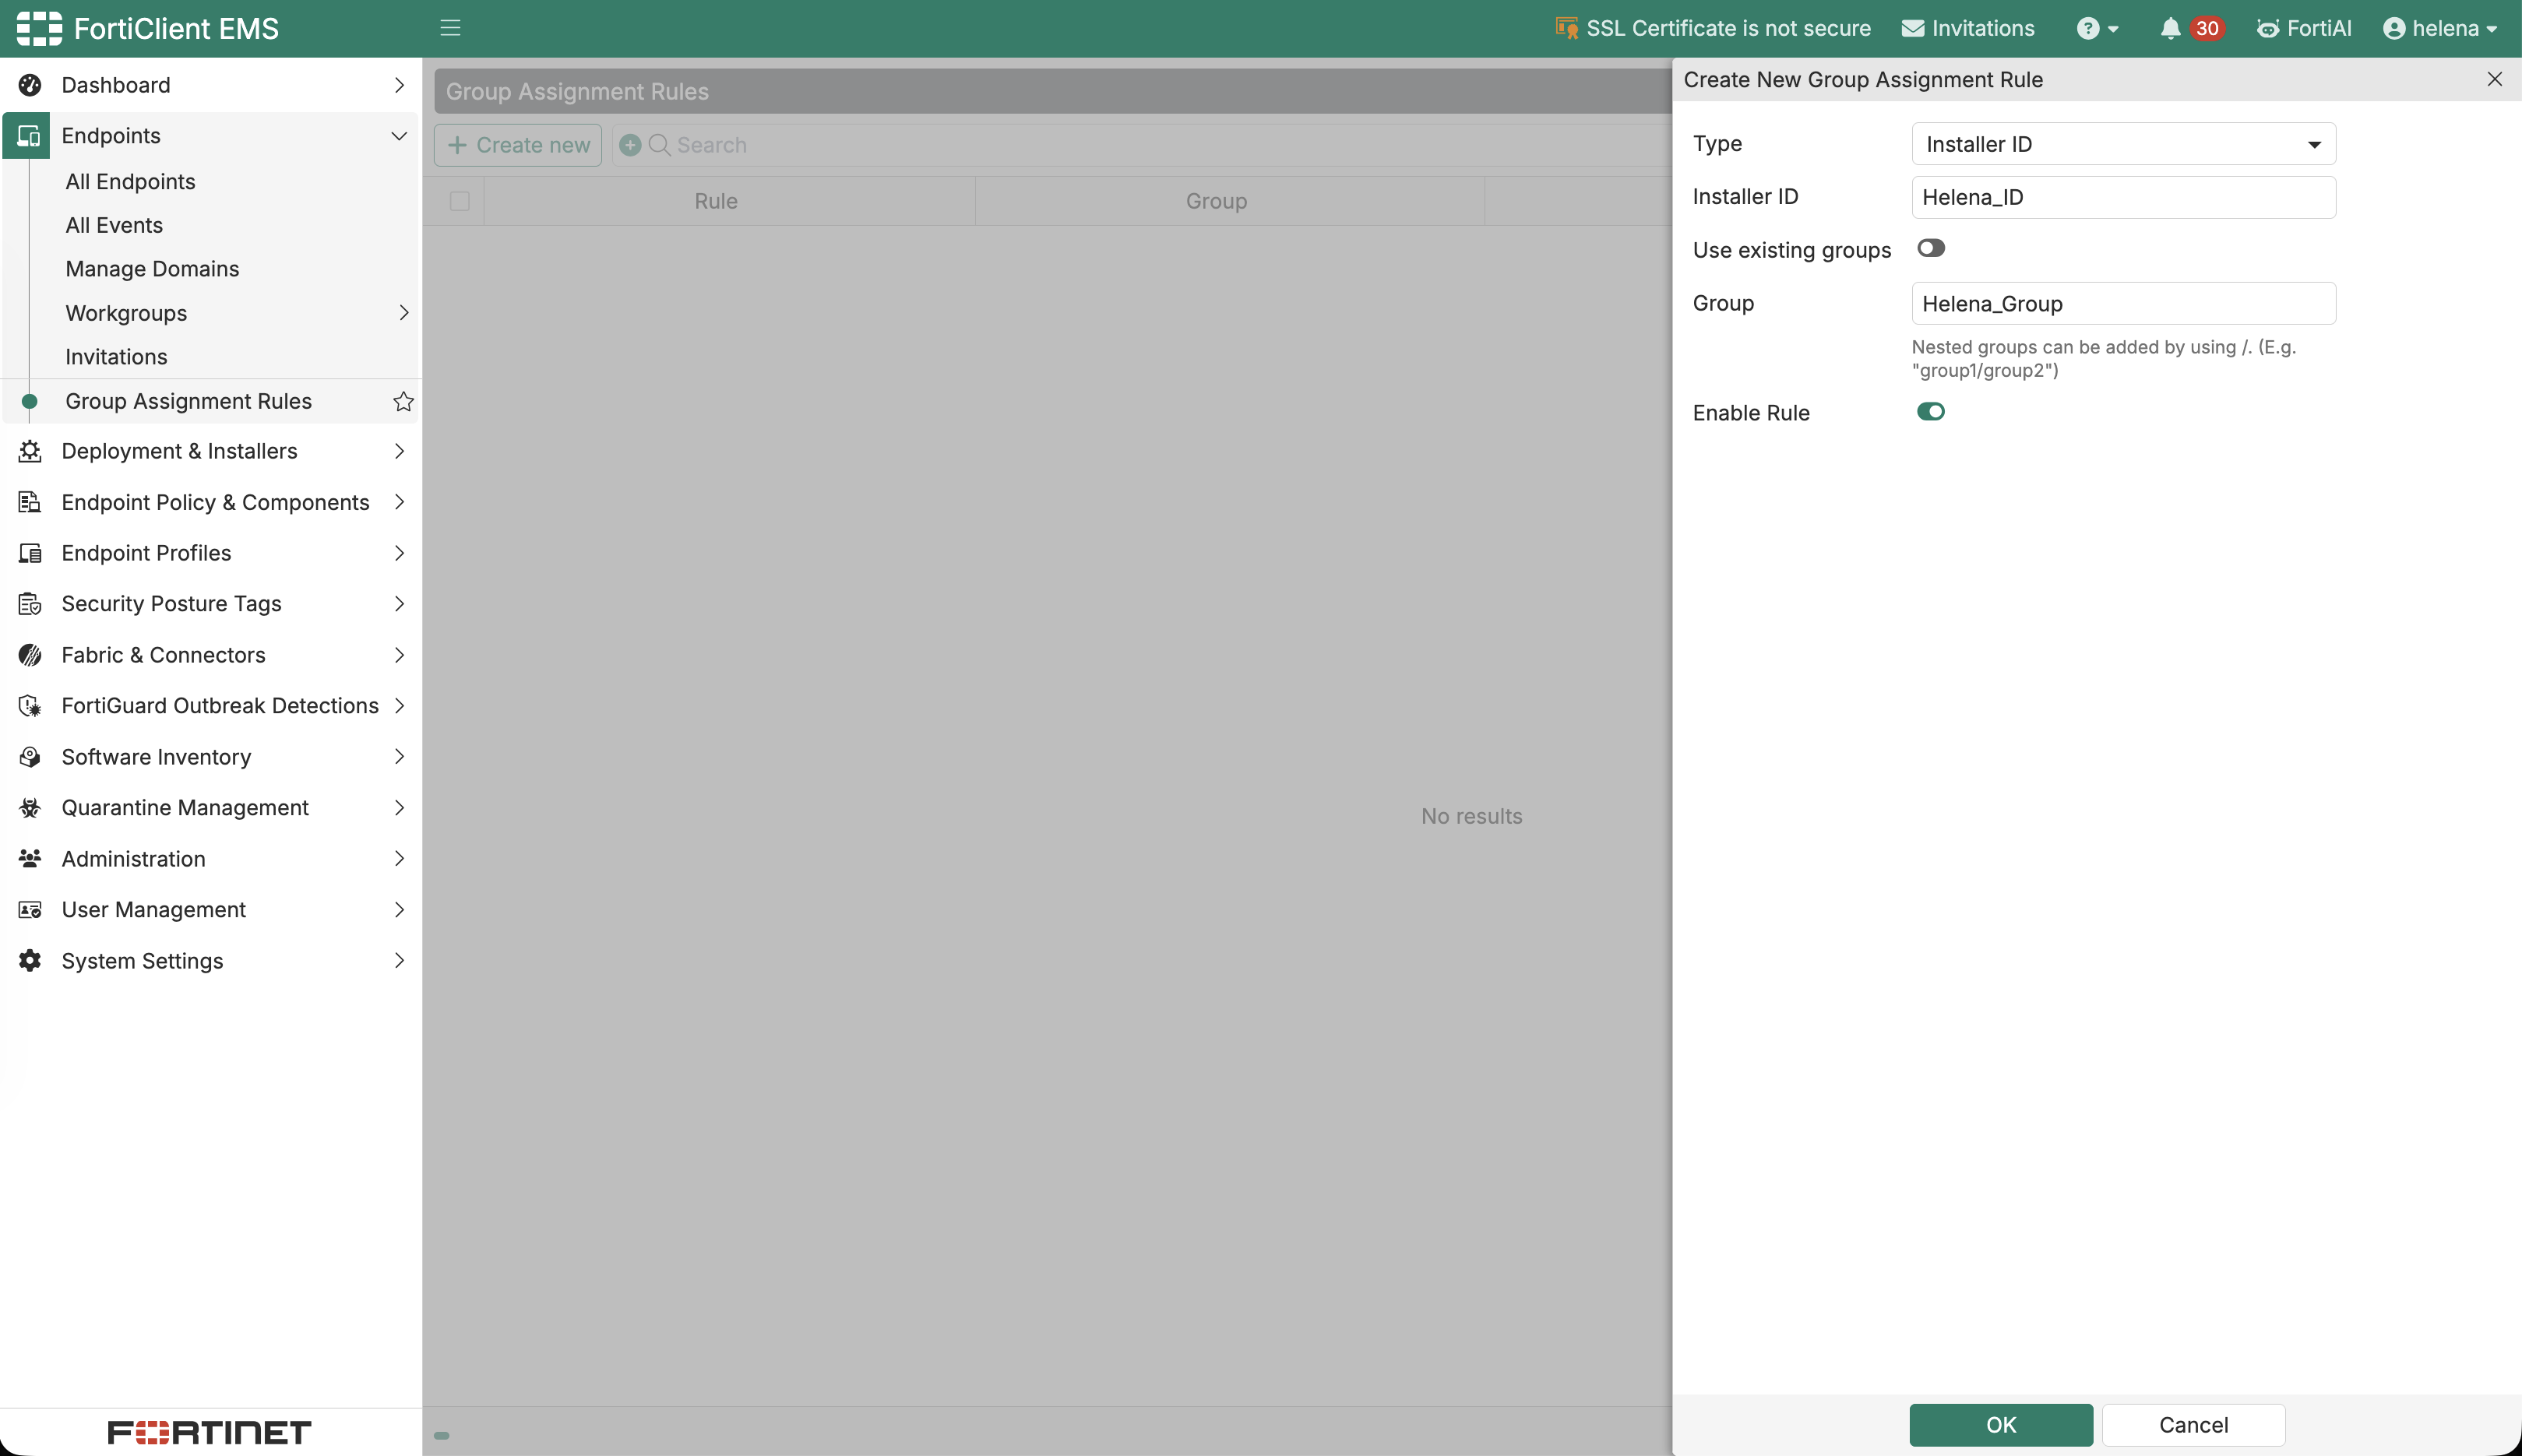 FortiClient EMS
SSL Certificate is not secure
Invitations
30
FortiAI
helena
Dashboard
Endpoints
All Endpoints
All Events
Manage Domains
Workgroups
Invitations
Group Assignment Rules
Deployment & Installers
Endpoint Policy & Components
Endpoint Profiles
Security Posture Tags
Fabric & Connectors
FortiGuard Outbreak Detections
Software Inventory
Quarantine Management
Administration
User Management
System Settings
FORTINET
Group Assignment Rules
Create new
Search
Rule
Group
No results
Create New Group Assignment Rule
Type
Installer ID
Installer ID
Helena_ID
Use existing groups
Group
Helena_Group
Nested groups can be added by using /. (E.g.
"group1/group2")
Enable Rule
OK
Cancel